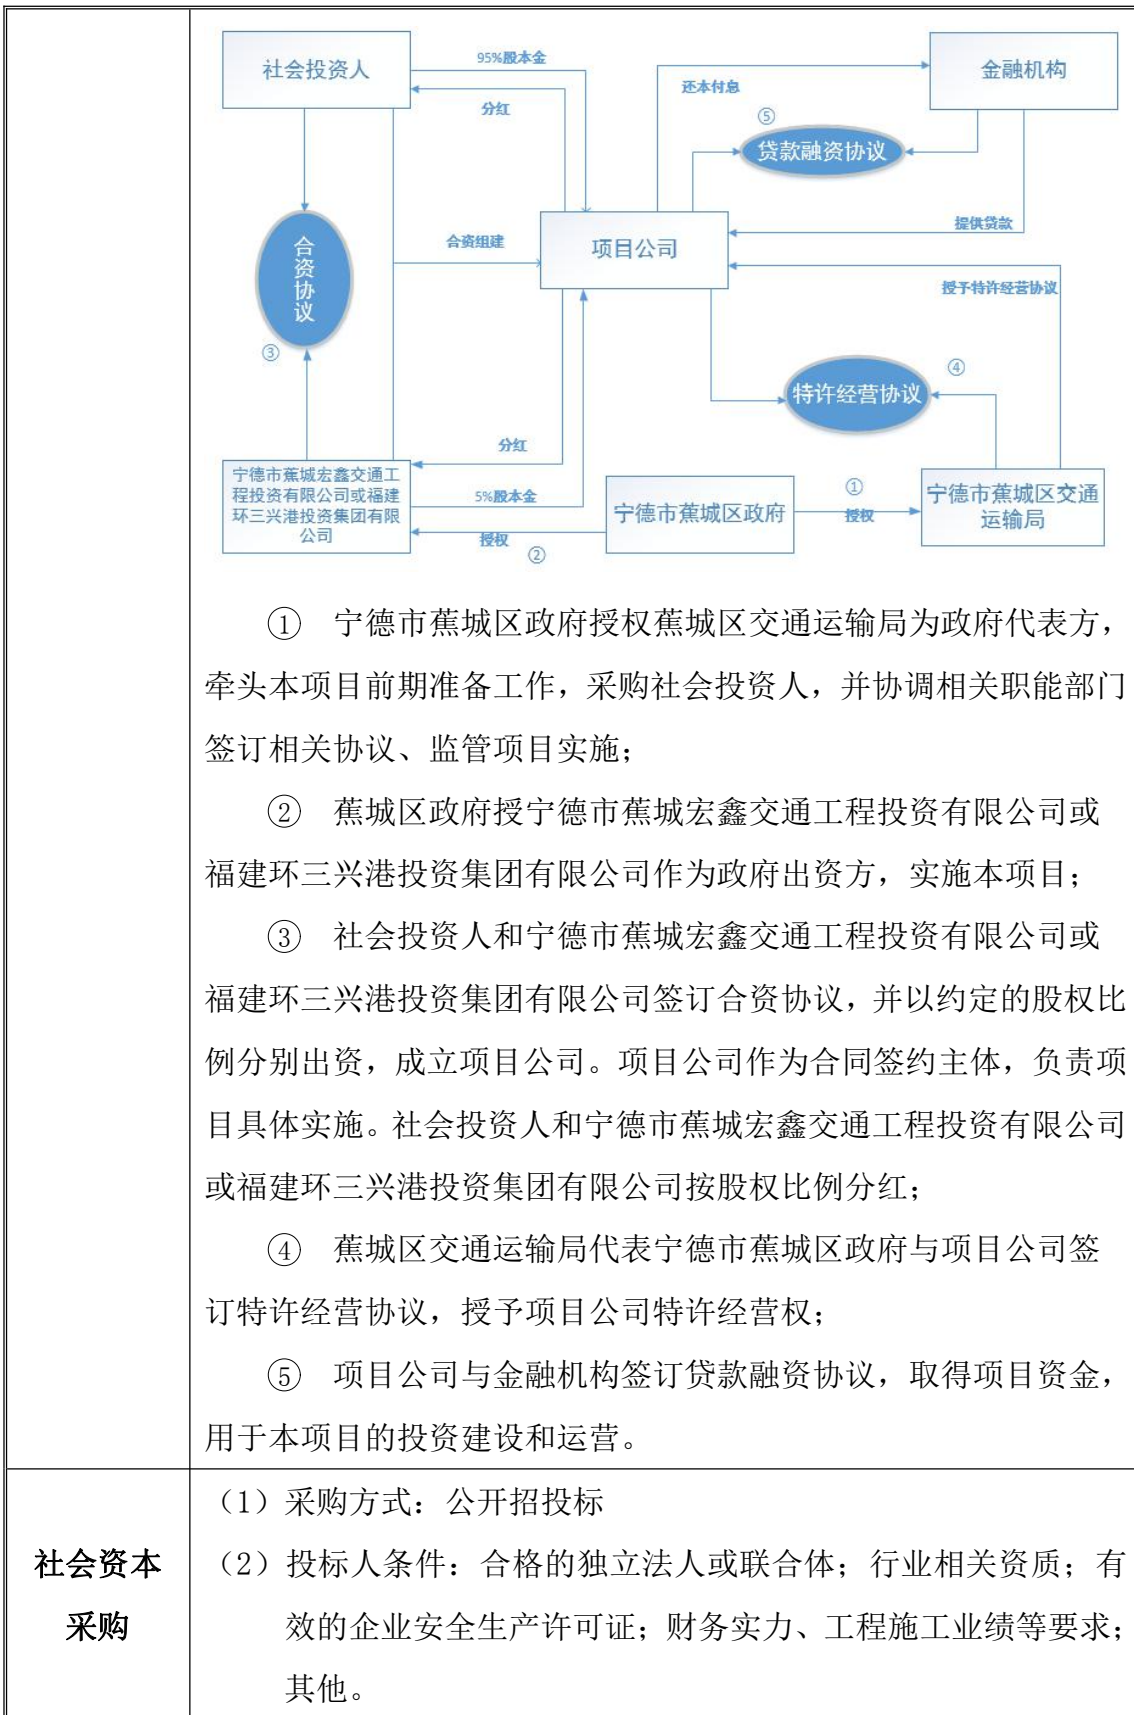 社会投资人
95%股本金
分红
还本付息
金融机构
⑤
贷款融资协议
提供贷款
合资组建
项目公司
授予特许经营协议
合资协议
③
④
特许经营协议
分红
宁德市蕉城宏鑫交通工
程投资有限公司或福建
环三兴港投资集团有限
公司
5%股本金
授权
②
宁德市蕉城区政府
①
授权
宁德市蕉城区交通
运输局
① 宁德市蕉城区政府授权蕉城区交通运输局为政府代表方，
牵头本项目前期准备工作，采购社会投资人，并协调相关职能部门
签订相关协议、监管项目实施；
② 蕉城区政府授宁德市蕉城宏鑫交通工程投资有限公司或
福建环三兴港投资集团有限公司作为政府出资方，实施本项目；
③ 社会投资人和宁德市蕉城宏鑫交通工程投资有限公司或
福建环三兴港投资集团有限公司签订合资协议，并以约定的股权比
例分别出资，成立项目公司。项目公司作为合同签约主体，负责项
目具体实施。社会投资人和宁德市蕉城宏鑫交通工程投资有限公司
或福建环三兴港投资集团有限公司按股权比例分红；
④ 蕉城区交通运输局代表宁德市蕉城区政府与项目公司签
订特许经营协议，授予项目公司特许经营权；
⑤ 项目公司与金融机构签订贷款融资协议，取得项目资金，
用于本项目的投资建设和运营。
社会资本
采购
（1）采购方式：公开招投标
（2）投标人条件：合格的独立法人或联合体；行业相关资质；有
效的企业安全生产许可证；财务实力、工程施工业绩等要求；
其他。